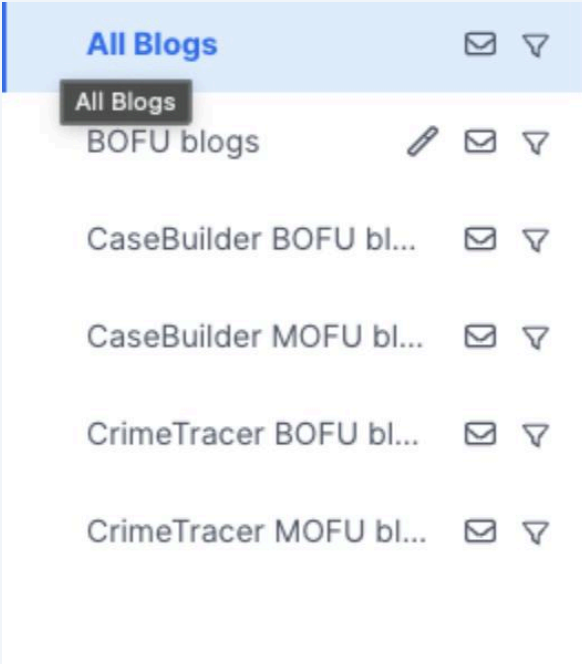 All Blogs
All Blogs
BOFU blogs
CaseBuilder BOFU bl...
CaseBuilder MOFU bl...
CrimeTracer BOFU bl...
CrimeTracer MOFU bl...